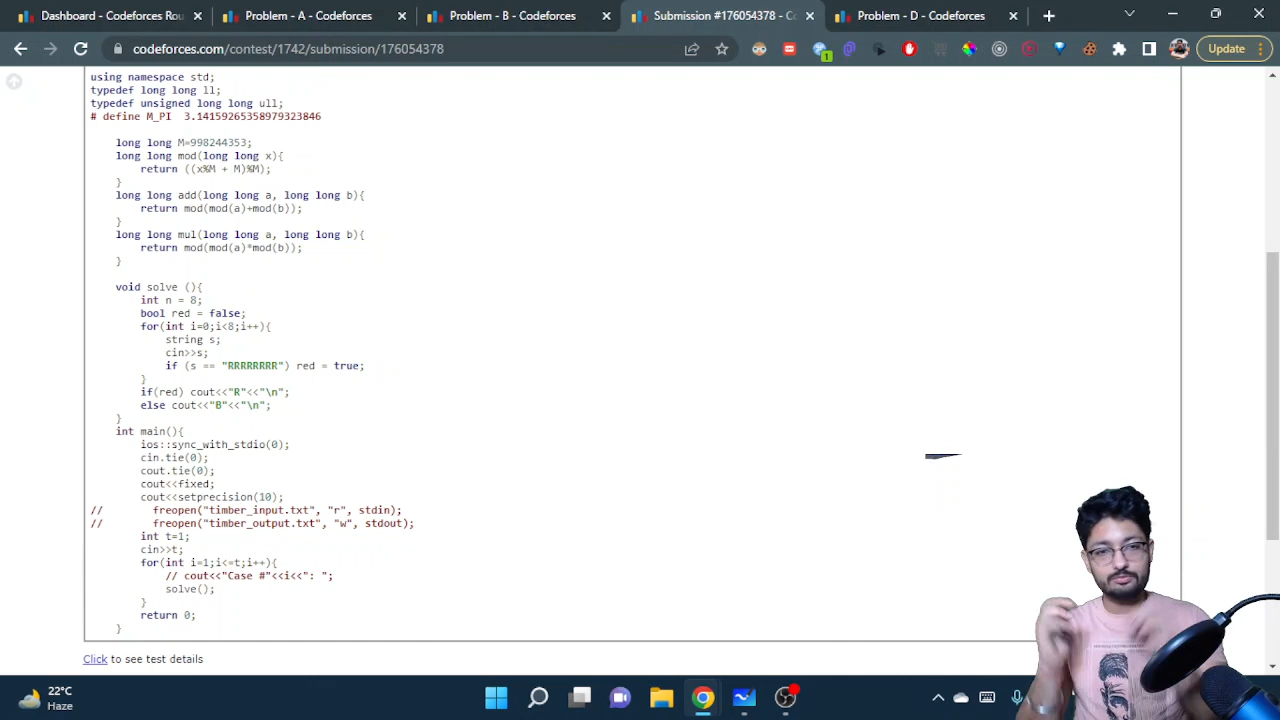 Dashboard - Codeforces Rou
Problem - A - Codeforces
Problem - B - Codeforces
Submission #176054378 - Co
Problem - D - Codeforces
codeforces.com/contest/1742/submission/176054378
1
Update
using namespace std;
typedef long long ll;
typedef unsigned long long ull;
# define M_PI  3.14159265358979323846
long long M=998244353;
long long mod(long long x){
return ((x%M + M)%M);
}
long long add(long long a, long long b){
return mod(mod(a)+mod(b));
}
long long mul(long long a, long long b){
return mod(mod(a)*mod(b));
}
void solve (){
int n = 8;
bool red = false;
for(int i=0;i<8;i++){
string s;
cin>>s;
if (s == "RRRRRRRR") red = true;
}
if(red) cout<<"R"<<"\n";
else cout<<"B"<<"\n";
}
int main(){
ios::sync_with_stdio(0);
cin.tie(0);
cout.tie(0);
cout<<fixed;
cout<<setprecision(10);
//        freopen("timber_input.txt", "r", stdin);
//        freopen("timber_output.txt", "w", stdout);
int t=1;
cin>>t;
for(int i=1;i<=t;i++){
// cout<<"Case #"<<i<<": ";
solve();
}
return 0;
}
Click to see test details
22°C
Haze